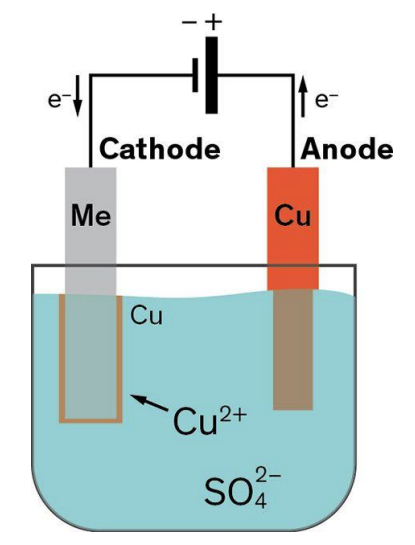 − +
e⁻ e⁻
Cathode Anode
Me Cu
Cu
Cu²⁺
SO₄²⁻